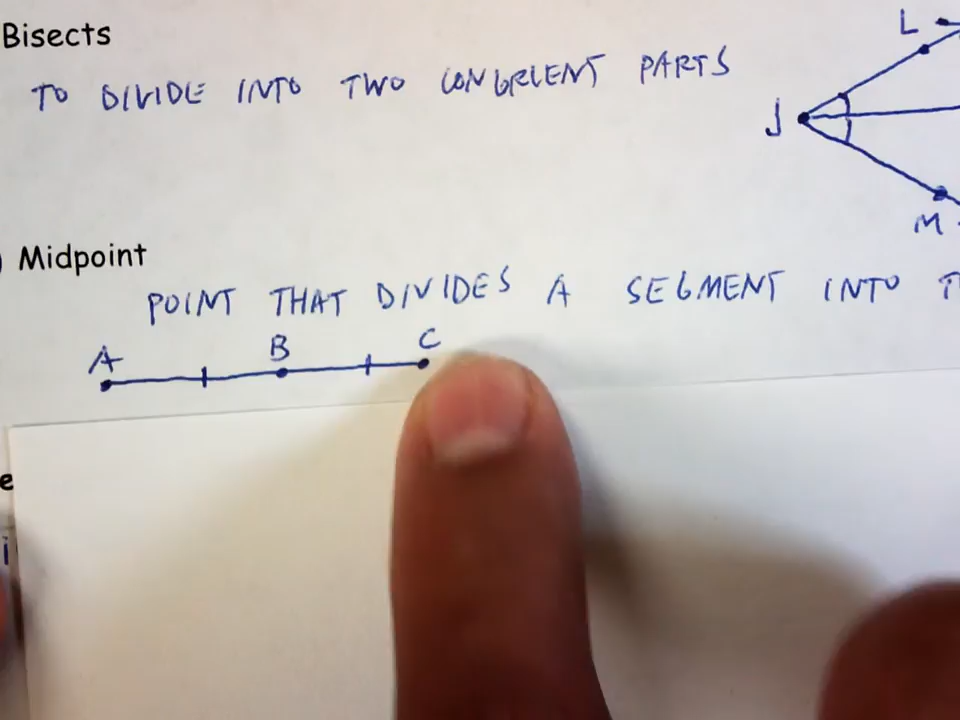 Bisects
TO DIVIDE INTO TWO CONGRUENT PARTS
L
J
M
) Midpoint
POINT THAT DIVIDES A SEGMENT INTO T
A B C
e
i